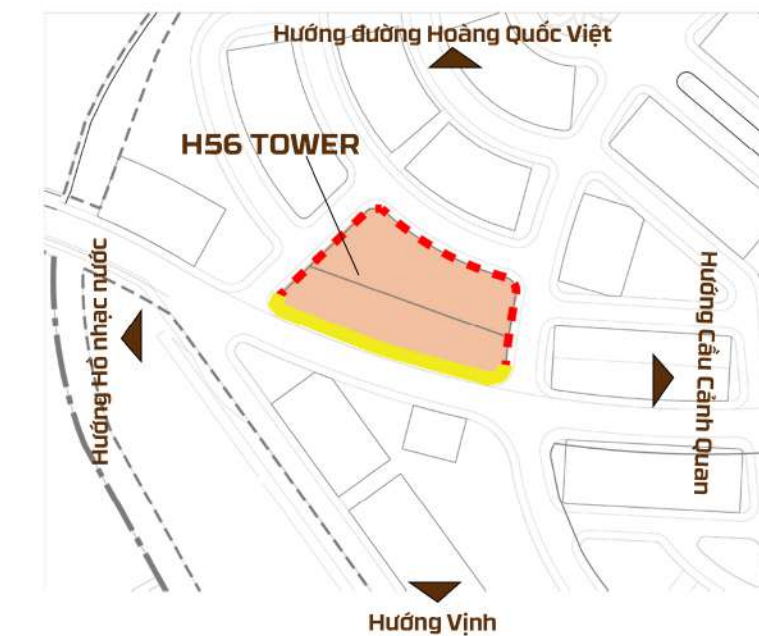 Hướng đường Hoàng Quốc Việt
H56 TOWER
Hướng Hồ nhạc nước
Hướng Cầu Cảnh Quan
Hướng Vịnh